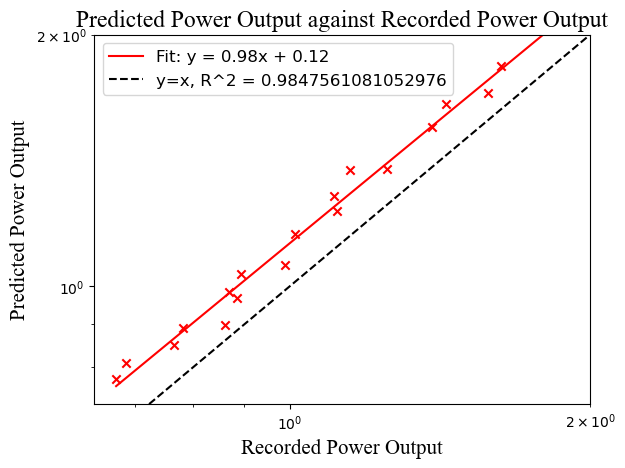 Predicted Power Output against Recorded Power Output
Fit: y = 0.98x + 0.12
y=x, R^2 = 0.9847561081052976
Predicted Power Output
2 × 10⁰
10⁰
10⁰
2 × 10⁰
Recorded Power Output